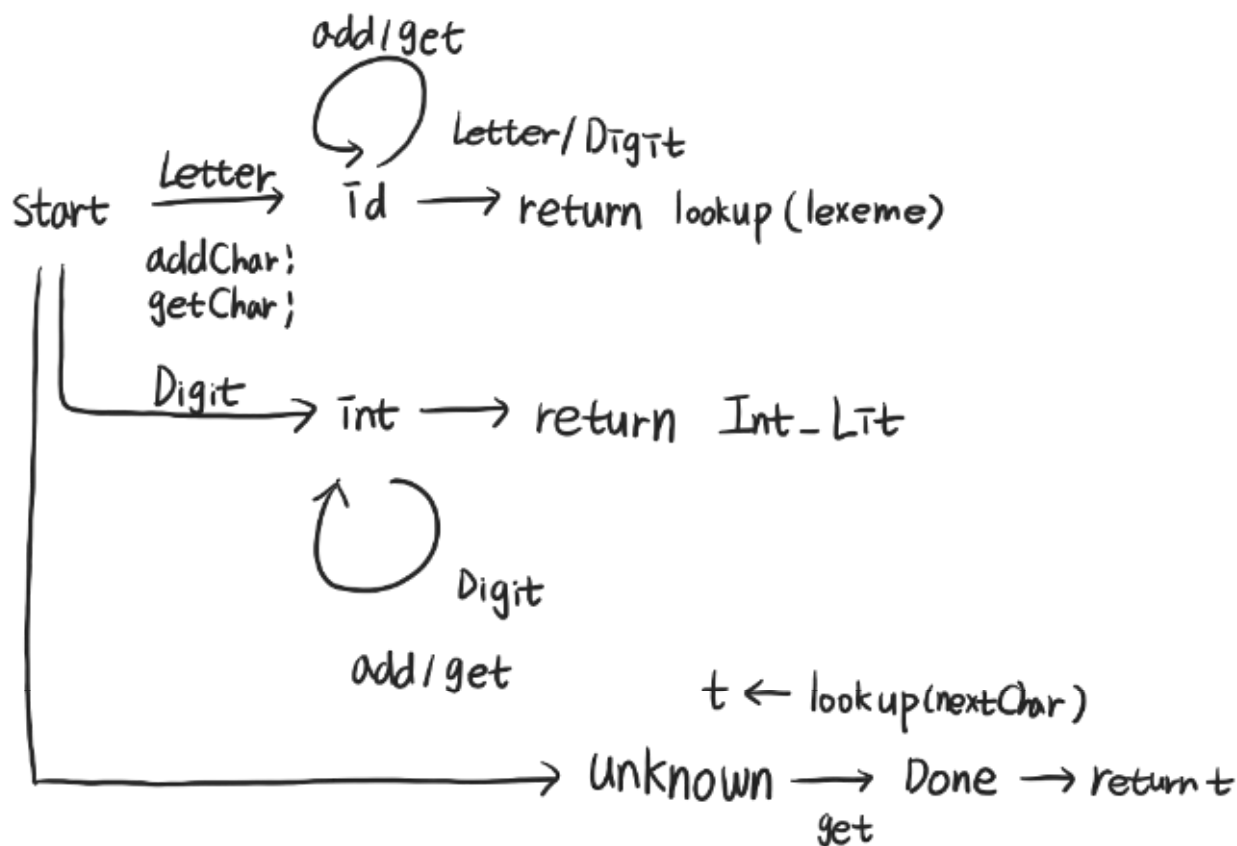 add/get
Letter/Digit
start Letter id return lookup(lexeme)
addChar;
getChar;
Digit int return Int_Lit
Digit
add/get
t ← lookup(nextChar)
unknown Done return t
get